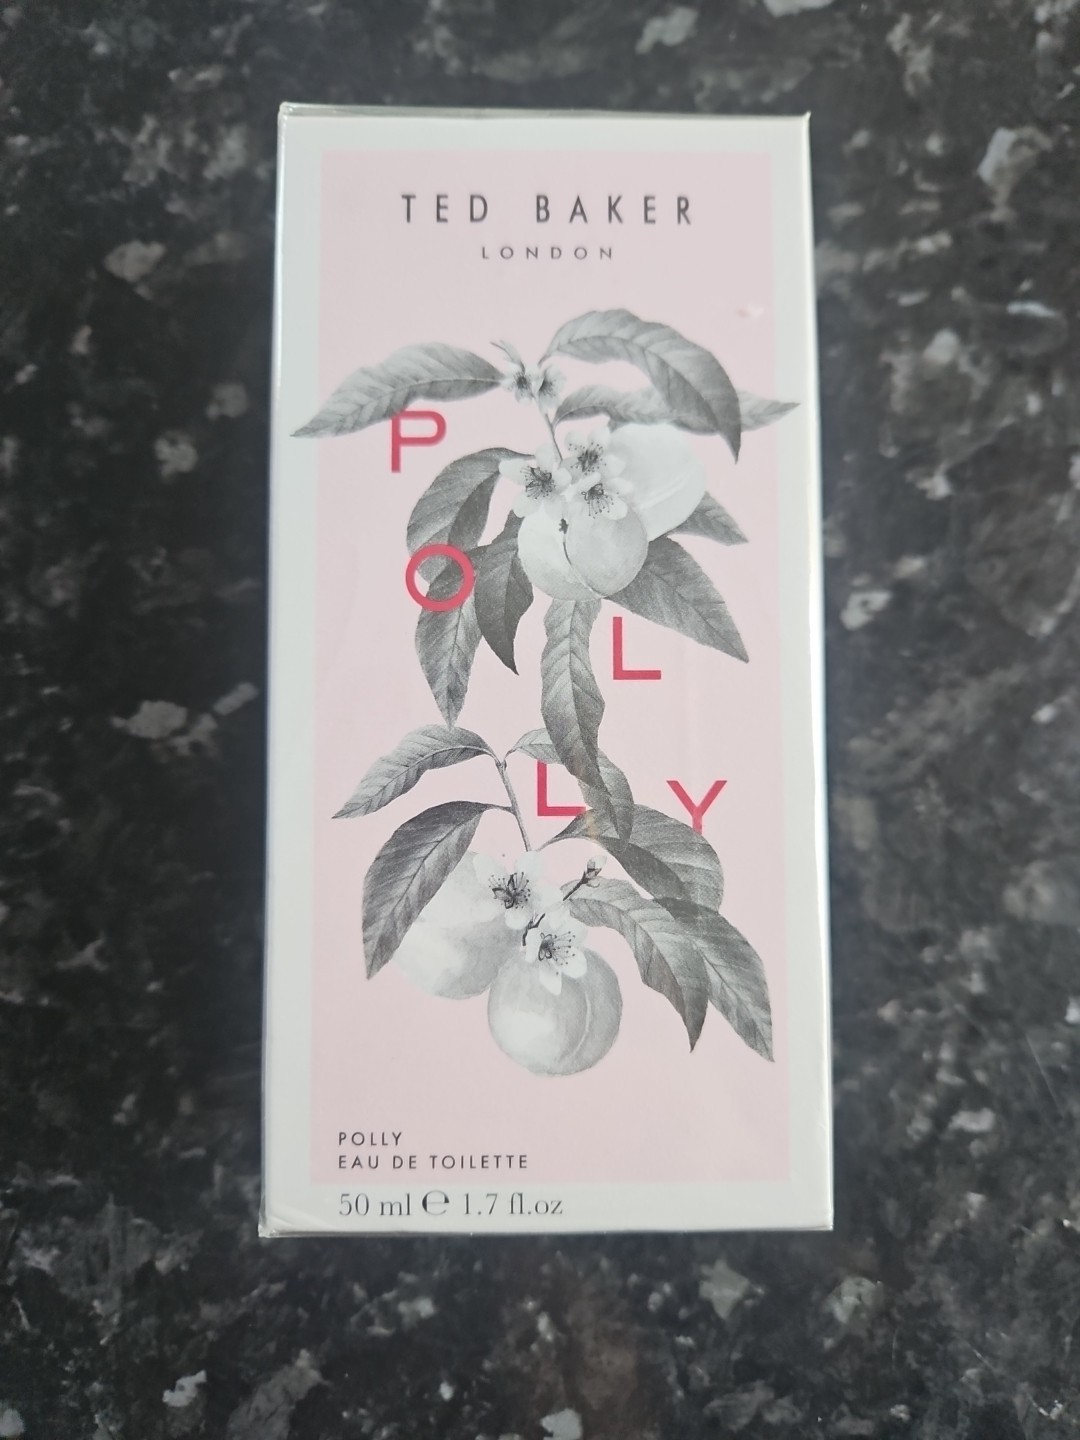 TED BAKER
LONDON
POLLY
POLLY
EAU DE TOILETTE
50 ml ℮ 1.7 fl.oz